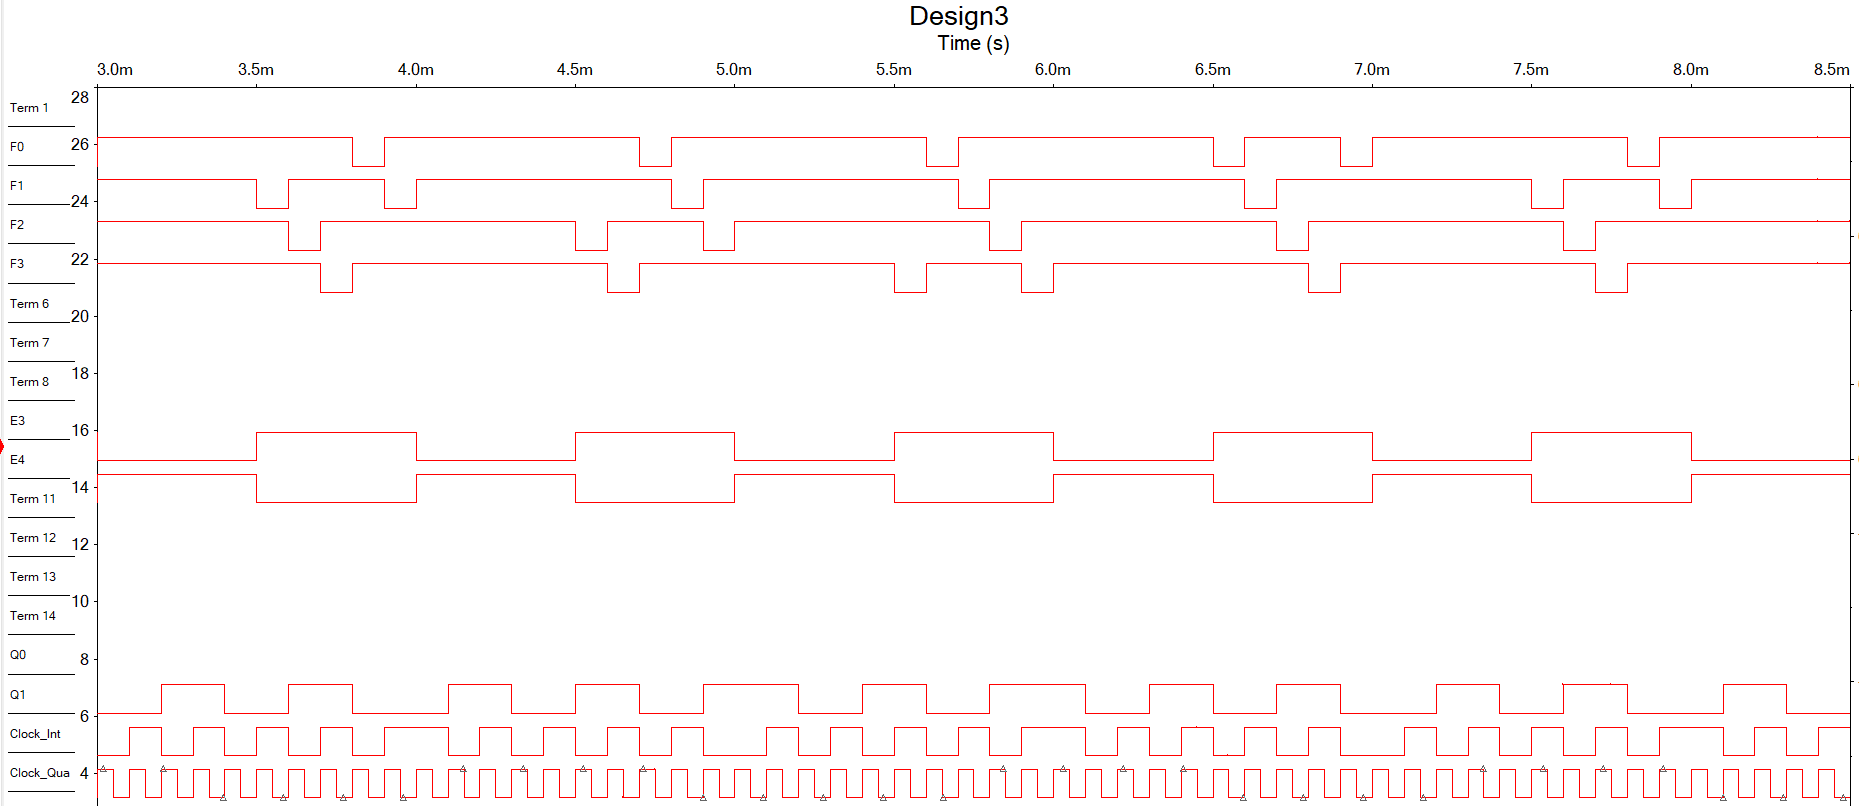 Design3
Time (s)
3.0m 3.5m 4.0m 4.5m 5.0m 5.5m 6.0m 6.5m 7.0m 7.5m 8.0m 8.5m
28
Term 1
F0 26
F1
24
F2
F3 22
Term 6
20
Term 7
Term 8 18
E3 16
E4
14
Term 11
Term 12 12
Term 13
10
Term 14
Q0 8
Q1
6
Clock_Int
Clock_Qua 4